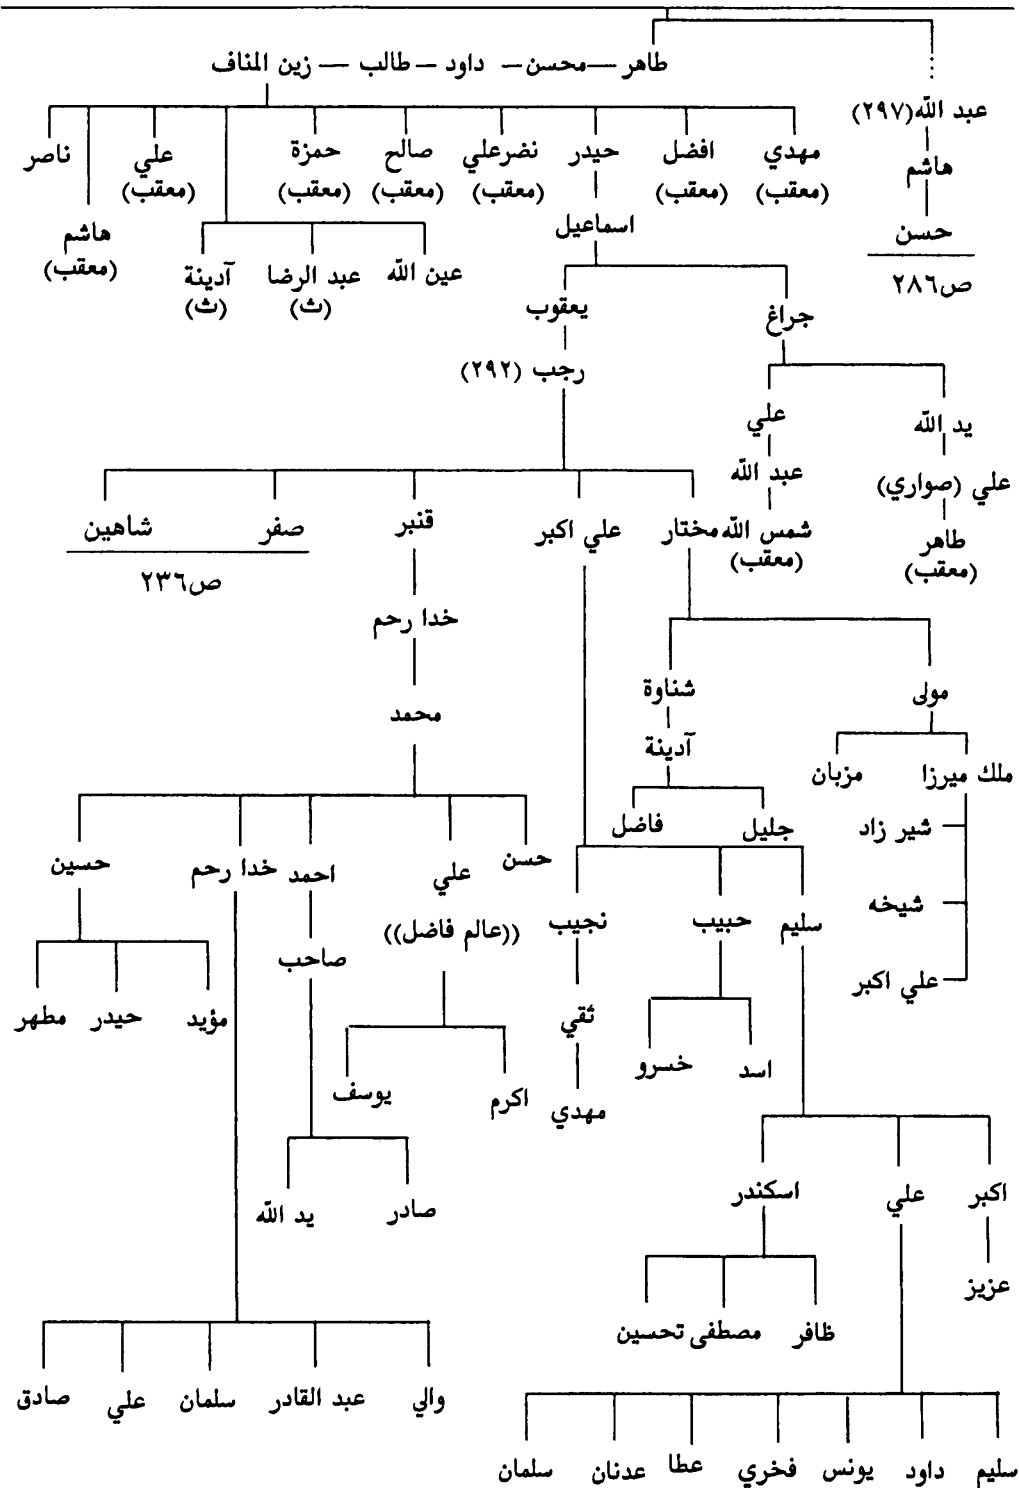 طاهر — محسن — داود — طالب — زين المناف
عبد الله (٢٩٧)
هاشم
حسن
ص٢٨٦
مهدي (معقب) افضل (معقب) حيدر نضرعلي (معقب) صالح (معقب) حمزة (معقب) علي (معقب) هاشم (معقب) ناصر
عين الله عبد الرضا (ث) آدينة (ث)
اسماعيل
جراغ يعقوب
رجب (٢٩٢)
يد الله علي
علي (صواري) عبد الله
طاهر (معقب) شمس الله (معقب)
مختار علي اكبر قنبر صفر شاهين
ص٢٣٦
خدا رحم
محمد
مولى شناوة
آدينة
ملك ميرزا مزبان
جليل فاضل
شير زاد
شيخه
علي اكبر
حسن علي احمد خدا رحم حسين
((عالم فاضل))
سليم حبيب نجيب
صاحب
ثقي
مهدي
اسد خسرو
مؤيد حيدر مطهر
اكرم يوسف
صادر يد الله
اكبر علي اسكندر
عزيز
ظافر مصطفى تحسين
والي عبد القادر سلمان علي صادق
سليم داود يونس فخري عطا عدنان سلمان